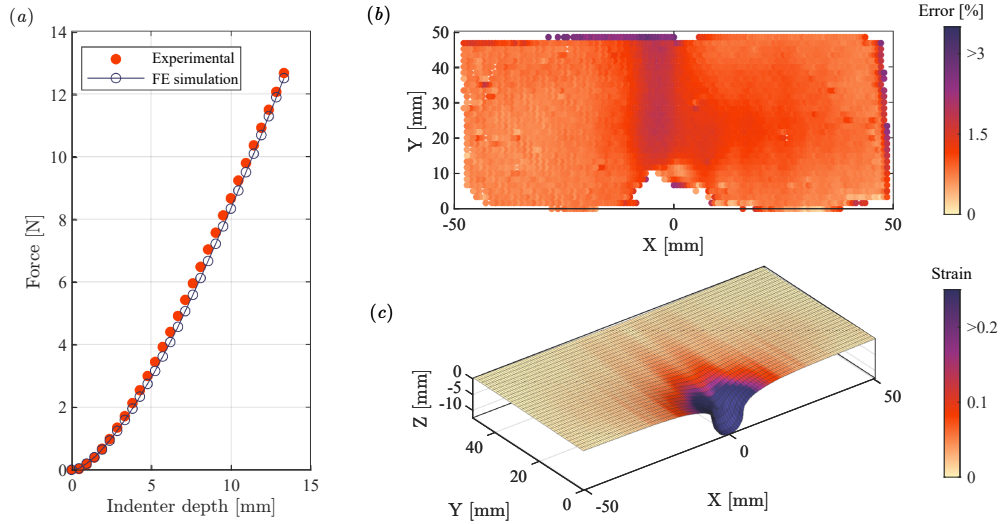 (a)
14
12
10
8
6
4
2
0
Force [N]
Experimental
FE simulation
0 5 10 15
Indenter depth [mm]
(b)
50
40
30
20
10
0
Y [mm]
-50 0 50
X [mm]
Error [%]
>3
1.5
0
(c)
0
-5
-10
Z [mm]
40
20
0
Y [mm]
-50
0
50
X [mm]
Strain
>0.2
0.1
0